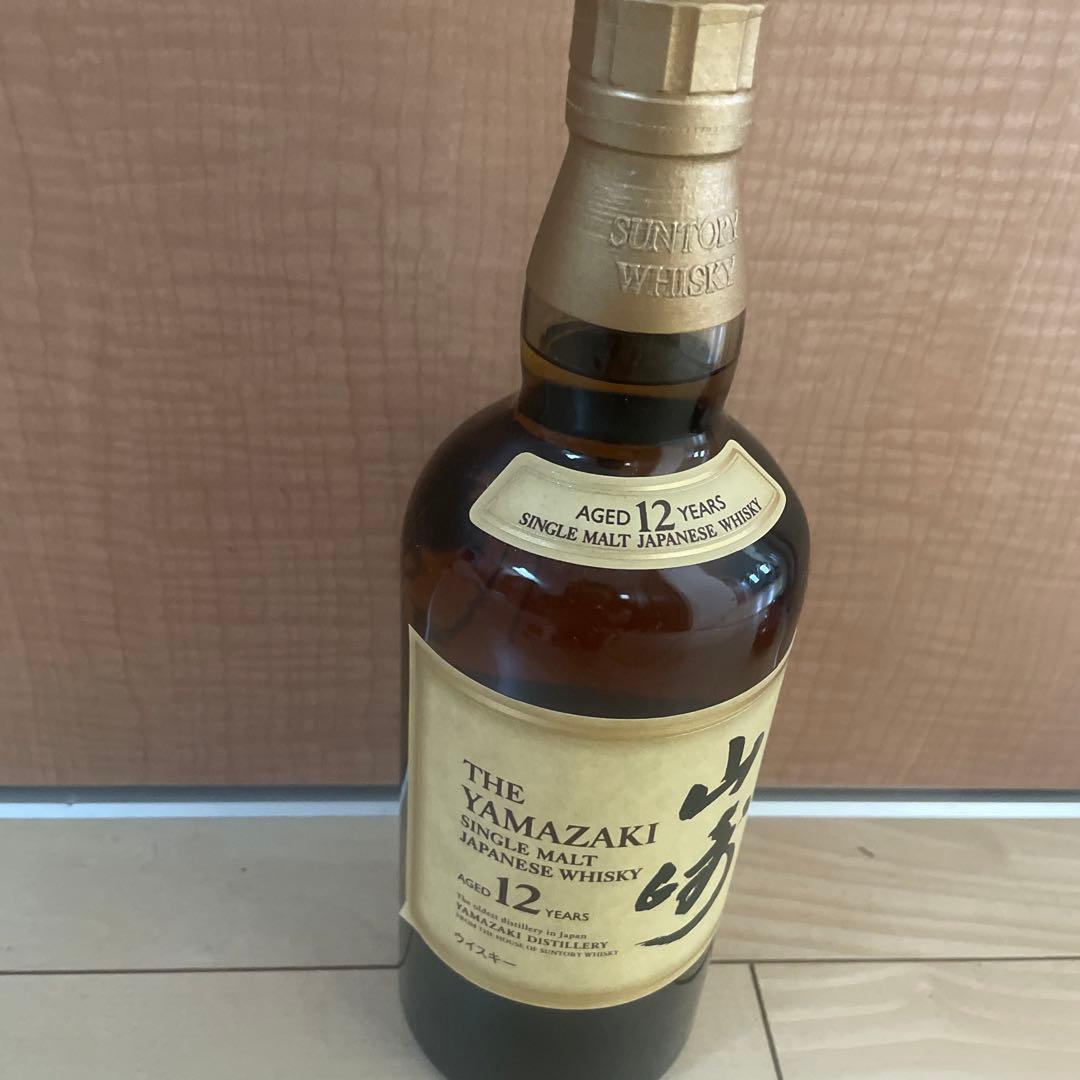 SUNTORY
WHISKY
AGED 12 YEARS
SINGLE MALT JAPANESE WHISKY
THE
YAMAZAKI
SINGLE MALT
JAPANESE WHISKY
AGED 12 YEARS
The oldest distillery in Japan
YAMAZAKI DISTILLERY
FROM THE HOUSE OF SUNTORY WHISKY
ウイスキー
山崎